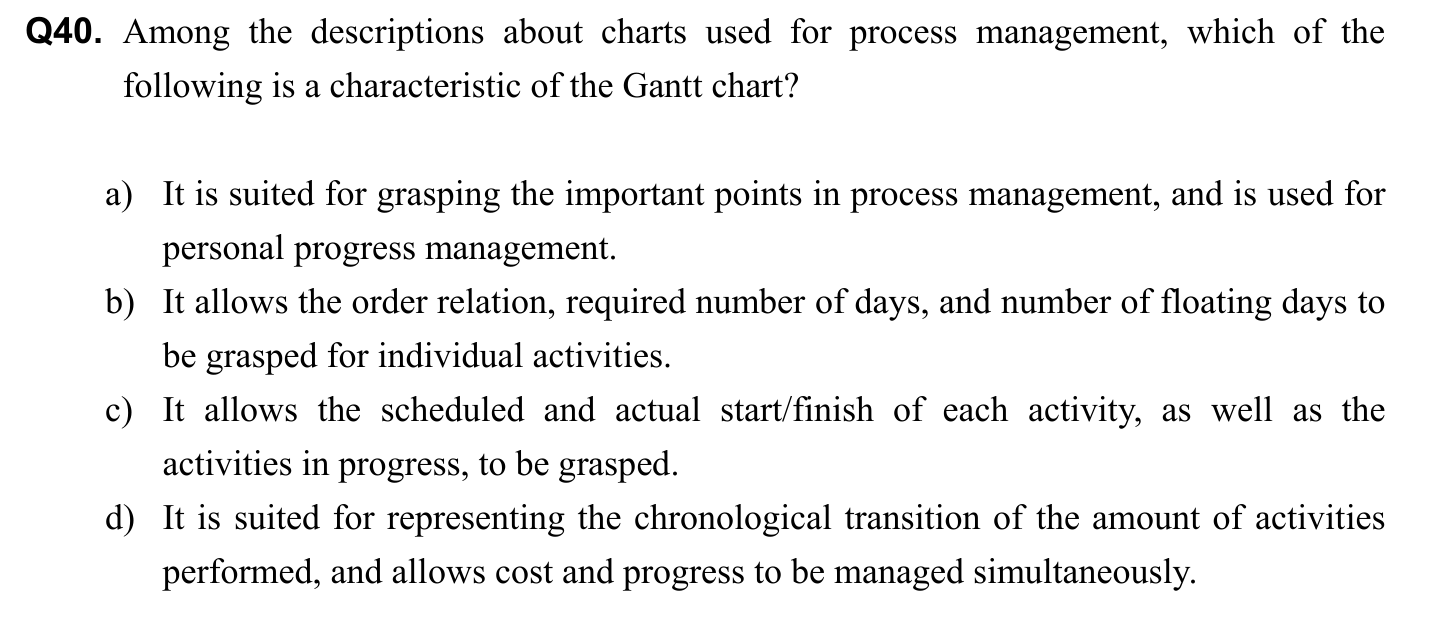 Q40. Among the descriptions about charts used for process management, which of the
following is a characteristic of the Gantt chart?
a) It is suited for grasping the important points in process management, and is used for
personal progress management.
b) It allows the order relation, required number of days, and number of floating days to
be grasped for individual activities.
c) It allows the scheduled and actual start/finish of each activity, as well as the
activities in progress, to be grasped.
d) It is suited for representing the chronological transition of the amount of activities
performed, and allows cost and progress to be managed simultaneously.